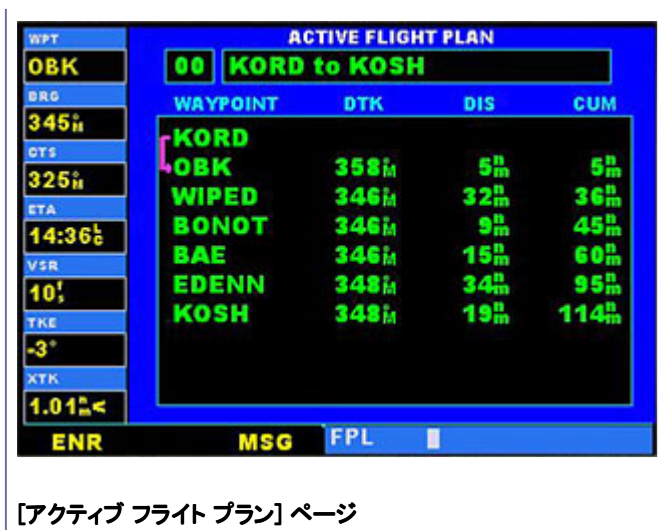 WPT
OBK
BRG
345°M
CTS
325°M
ETA
14:36LC
VSR
10f's
TKE
-3°
XTK
1.01nm<
ACTIVE FLIGHT PLAN
00 KORD to KOSH
WAYPOINT DTK DIS CUM
KORD
OBK 358°M 5nm 5nm
WIPED 346°M 32nm 36nm
BONOT 346°M 9nm 45nm
BAE 346°M 15nm 60nm
EDENN 348°M 34nm 95nm
KOSH 348°M 19nm 114nm
ENR MSG FPL
[アクティブ フライト プラン] ページ